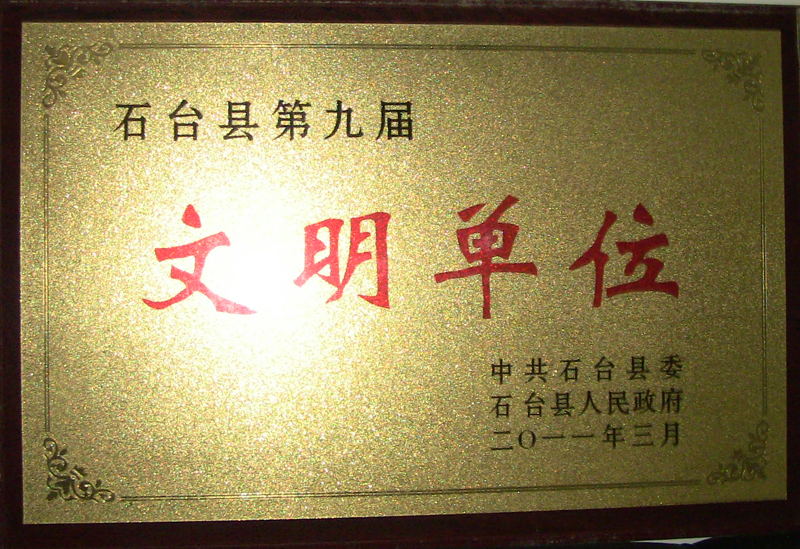 石台县第九届
文明单位
中共石台县委
石台县人民政府
二〇一一年三月